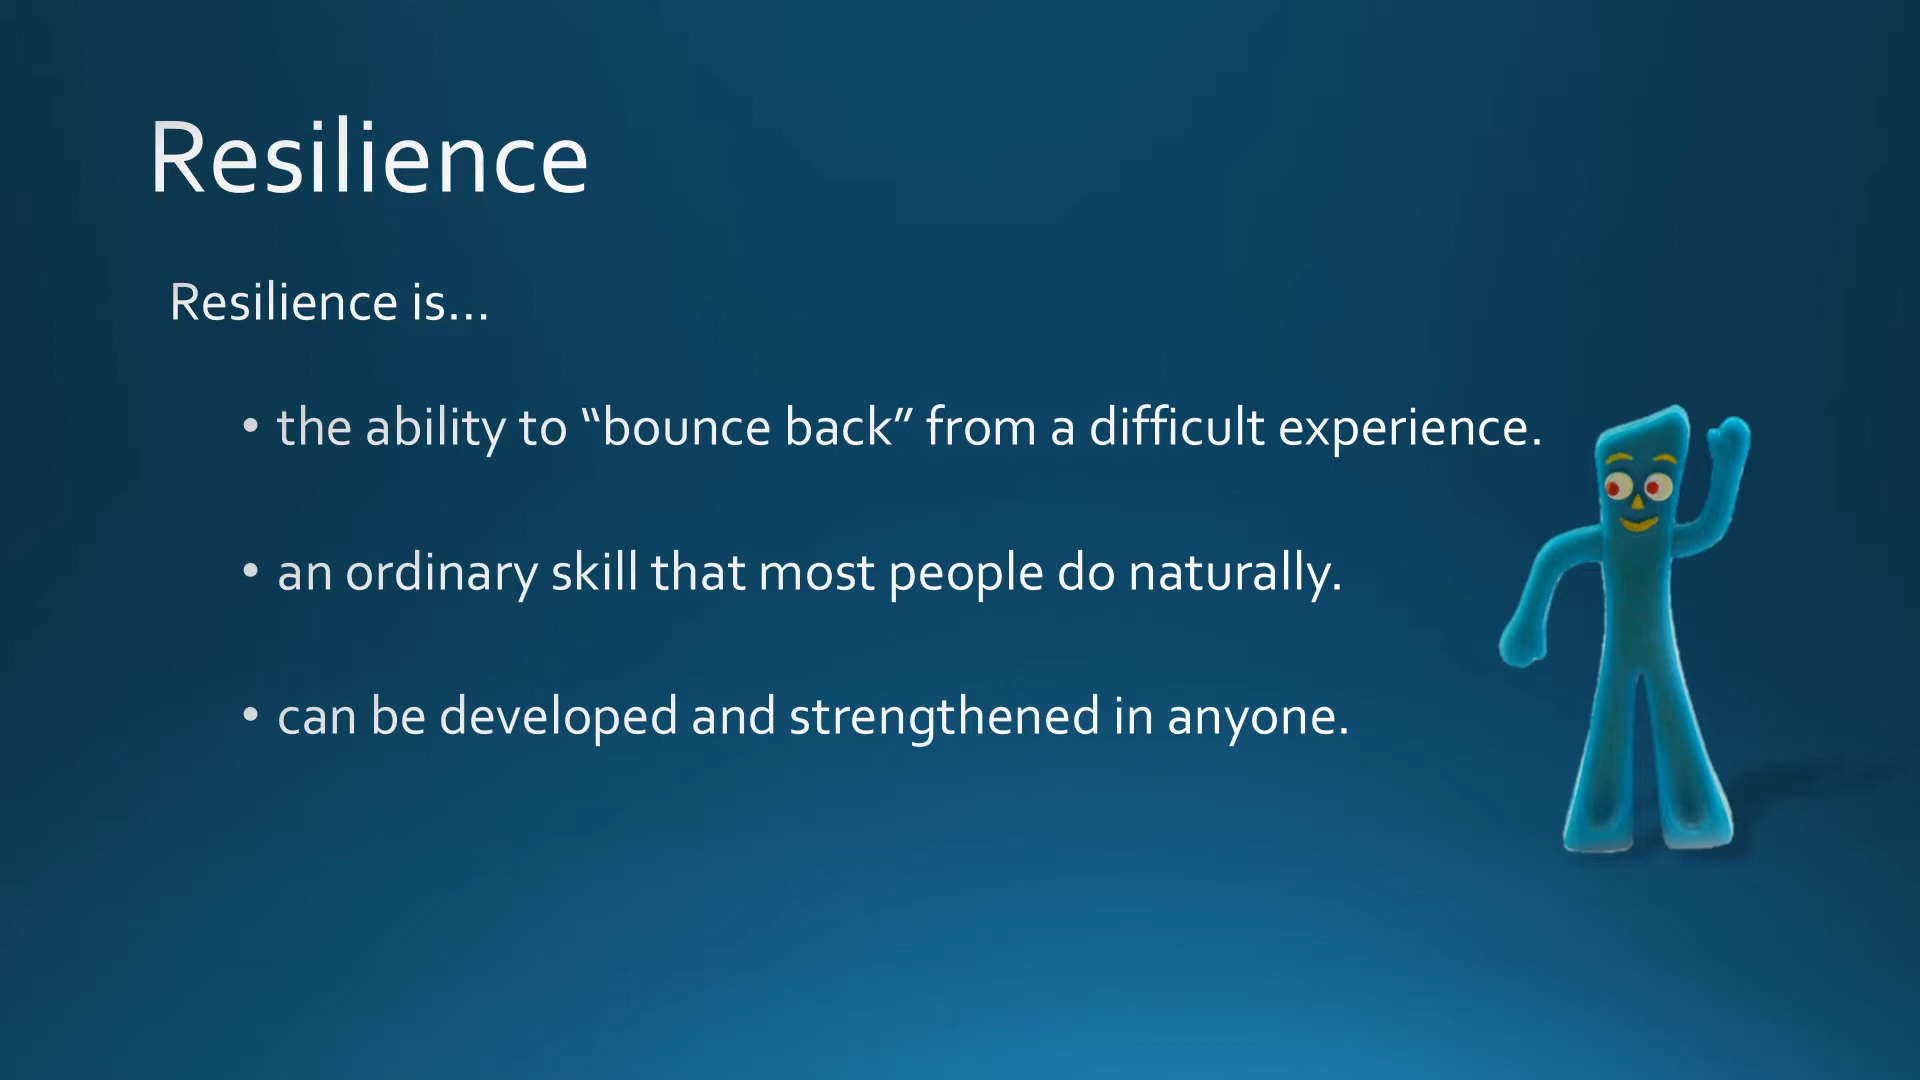 Resilience
Resilience is...
• the ability to “bounce back” from a difficult experience.
• an ordinary skill that most people do naturally.
• can be developed and strengthened in anyone.